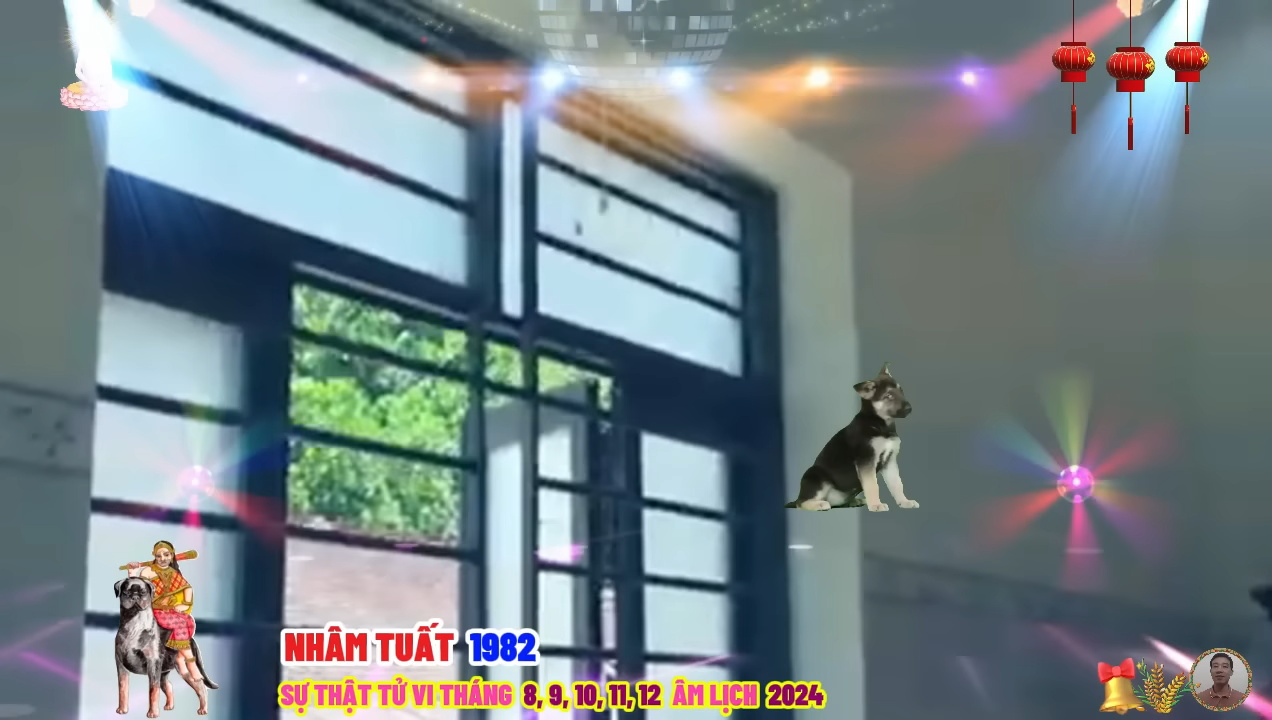 NHÂM TUẤT 1982
SỰ THẬT TỬ VI THÁNG 8, 9, 10, 11, 12 ÂM LỊCH 2024